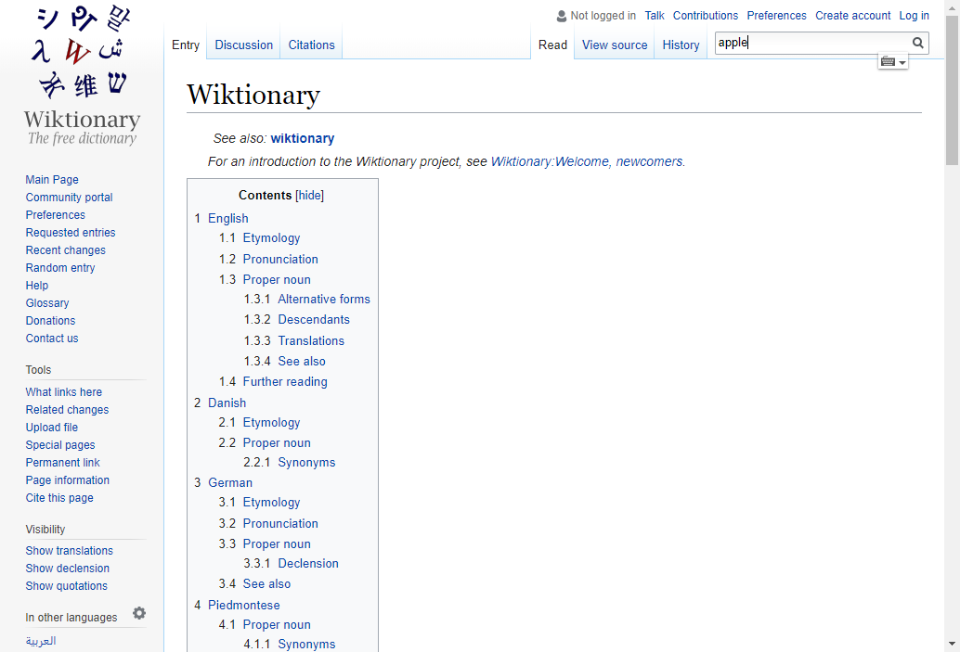 シ ዊ 말
λ W ش
維 ש
Wiktionary
The free dictionary
Not logged in Talk Contributions Preferences Create account Log in
Entry Discussion Citations Read View source History apple
Wiktionary
See also: wiktionary
For an introduction to the Wiktionary project, see Wiktionary:Welcome, newcomers.
Main Page
Community portal
Preferences
Requested entries
Recent changes
Random entry
Help
Glossary
Donations
Contact us
Tools
What links here
Related changes
Upload file
Special pages
Permanent link
Page information
Cite this page
Visibility
Show translations
Show declension
Show quotations
In other languages
العربية
Contents [hide]
1 English
1.1 Etymology
1.2 Pronunciation
1.3 Proper noun
1.3.1 Alternative forms
1.3.2 Descendants
1.3.3 Translations
1.3.4 See also
1.4 Further reading
2 Danish
2.1 Etymology
2.2 Proper noun
2.2.1 Synonyms
3 German
3.1 Etymology
3.2 Pronunciation
3.3 Proper noun
3.3.1 Declension
3.4 See also
4 Piedmontese
4.1 Proper noun
4.1.1 Synonyms